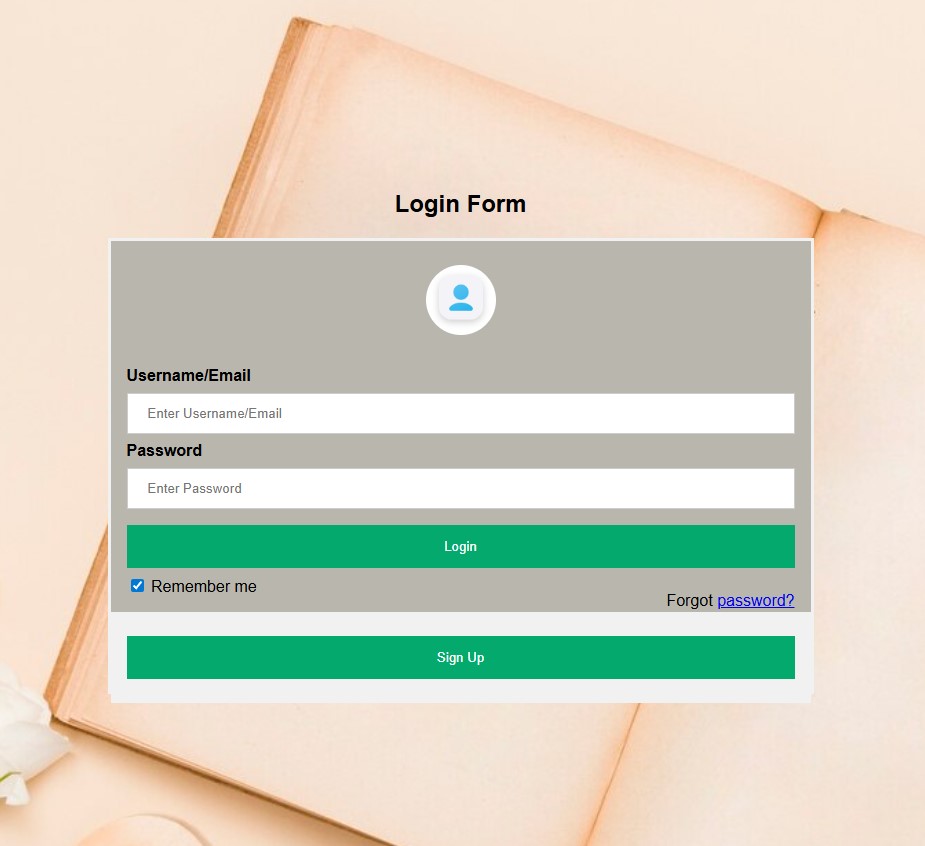 Login Form
Username/Email
Enter Username/Email
Password
Enter Password
Login
Remember me
Forgot password?
Sign Up